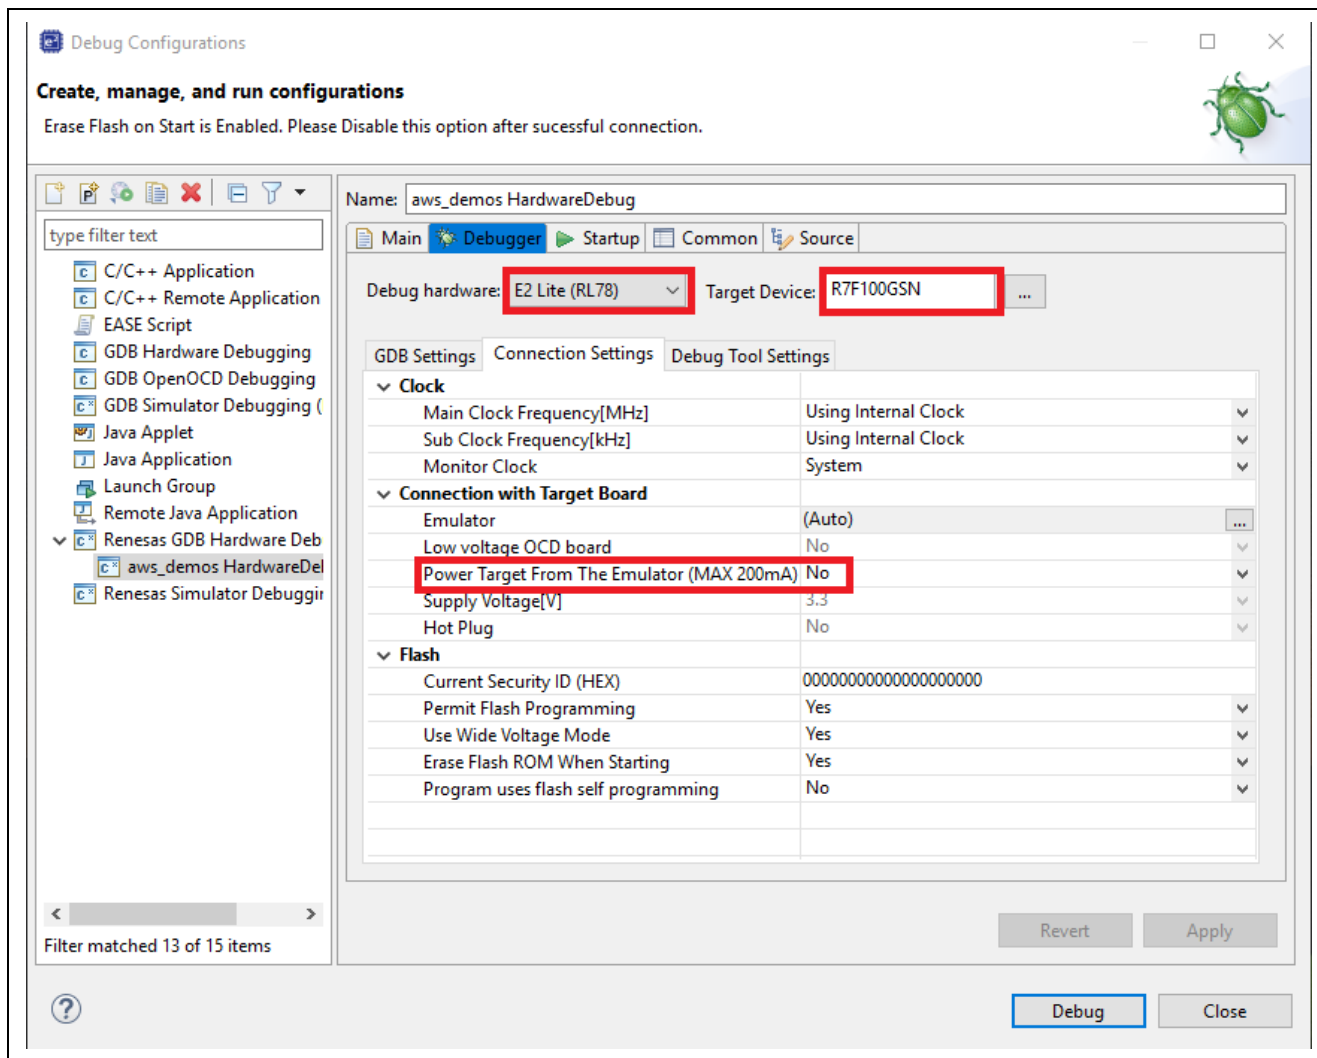 Debug Configurations
Create, manage, and run configurations
Erase Flash on Start is Enabled. Please Disable this option after sucessful connection.
type filter text
C/C++ Application
C/C++ Remote Application
EASE Script
GDB Hardware Debugging
GDB OpenOCD Debugging
GDB Simulator Debugging (
Java Applet
Java Application
Launch Group
Remote Java Application
Renesas GDB Hardware Deb
aws_demos HardwareDel
Renesas Simulator Debuggir
Filter matched 13 of 15 items
Name: aws_demos HardwareDebug
Main Debugger Startup Common Source
Debug hardware: E2 Lite (RL78) Target Device: R7F100GSN ...
GDB Settings Connection Settings Debug Tool Settings
Clock
Main Clock Frequency[MHz] Using Internal Clock
Sub Clock Frequency[kHz] Using Internal Clock
Monitor Clock System
Connection with Target Board
Emulator (Auto) ...
Low voltage OCD board No
Power Target From The Emulator (MAX 200mA) No
Supply Voltage[V] 3.3
Hot Plug No
Flash
Current Security ID (HEX) 00000000000000000000
Permit Flash Programming Yes
Use Wide Voltage Mode Yes
Erase Flash ROM When Starting Yes
Program uses flash self programming No
Revert Apply
Debug Close